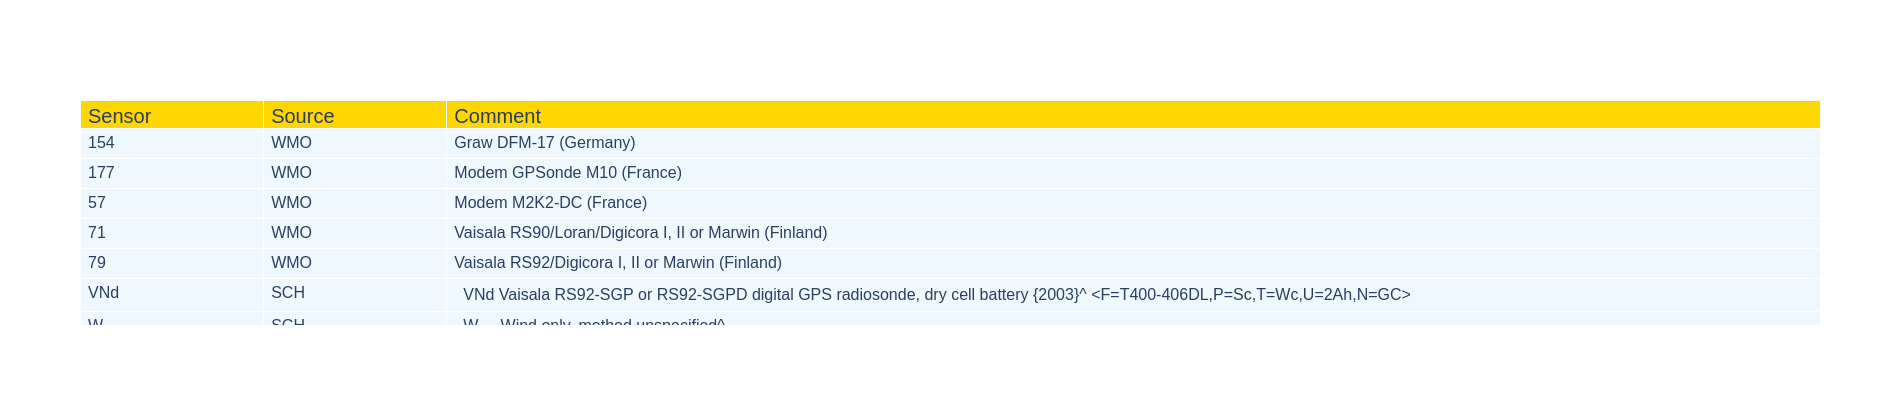 Sensor Source Comment
154 WMO Graw DFM-17 (Germany)
177 WMO Modem GPSonde M10 (France)
57 WMO Modem M2K2-DC (France)
71 WMO Vaisala RS90/Loran/Digicora I, II or Marwin (Finland)
79 WMO Vaisala RS92/Digicora I, II or Marwin (Finland)
VNd SCH VNd Vaisala RS92-SGP or RS92-SGPD digital GPS radiosonde, dry cell battery {2003}^ <F=T400-406DL,P=Sc,T=Wc,U=2Ah,N=GC>
W SCH W Wind only, method unspecified^